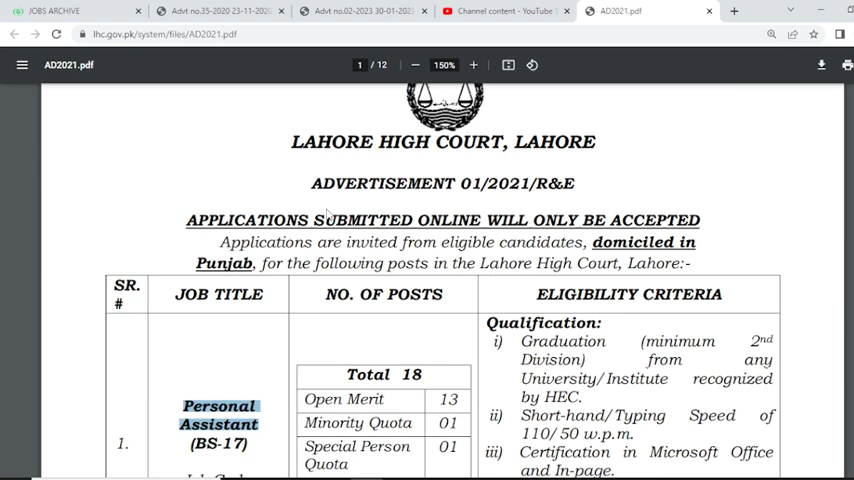 JOBS ARCHIVE
Advt no.35-2020 23-11-2020
Advt no.02-2023 30-01-2023
Channel content - YouTube S
AD2021.pdf
lhc.gov.pk/system/files/AD2021.pdf
AD2021.pdf
1 / 12
150%
LAHORE HIGH COURT, LAHORE
ADVERTISEMENT 01/2021/R&E
APPLICATIONS SUBMITTED ONLINE WILL ONLY BE ACCEPTED
Applications are invited from eligible candidates, domiciled in
Punjab, for the following posts in the Lahore High Court, Lahore:-
SR. #
JOB TITLE
NO. OF POSTS
ELIGIBILITY CRITERIA
1.
Personal
Assistant
(BS-17)
Total 18
Open Merit 13
Minority Quota 01
Special Person 01
Quota
Qualification:
i) Graduation (minimum 2nd
Division) from any
University/Institute recognized
by HEC.
ii) Short-hand/Typing Speed of
110/50 w.p.m.
iii) Certification in Microsoft Office
and In-page.